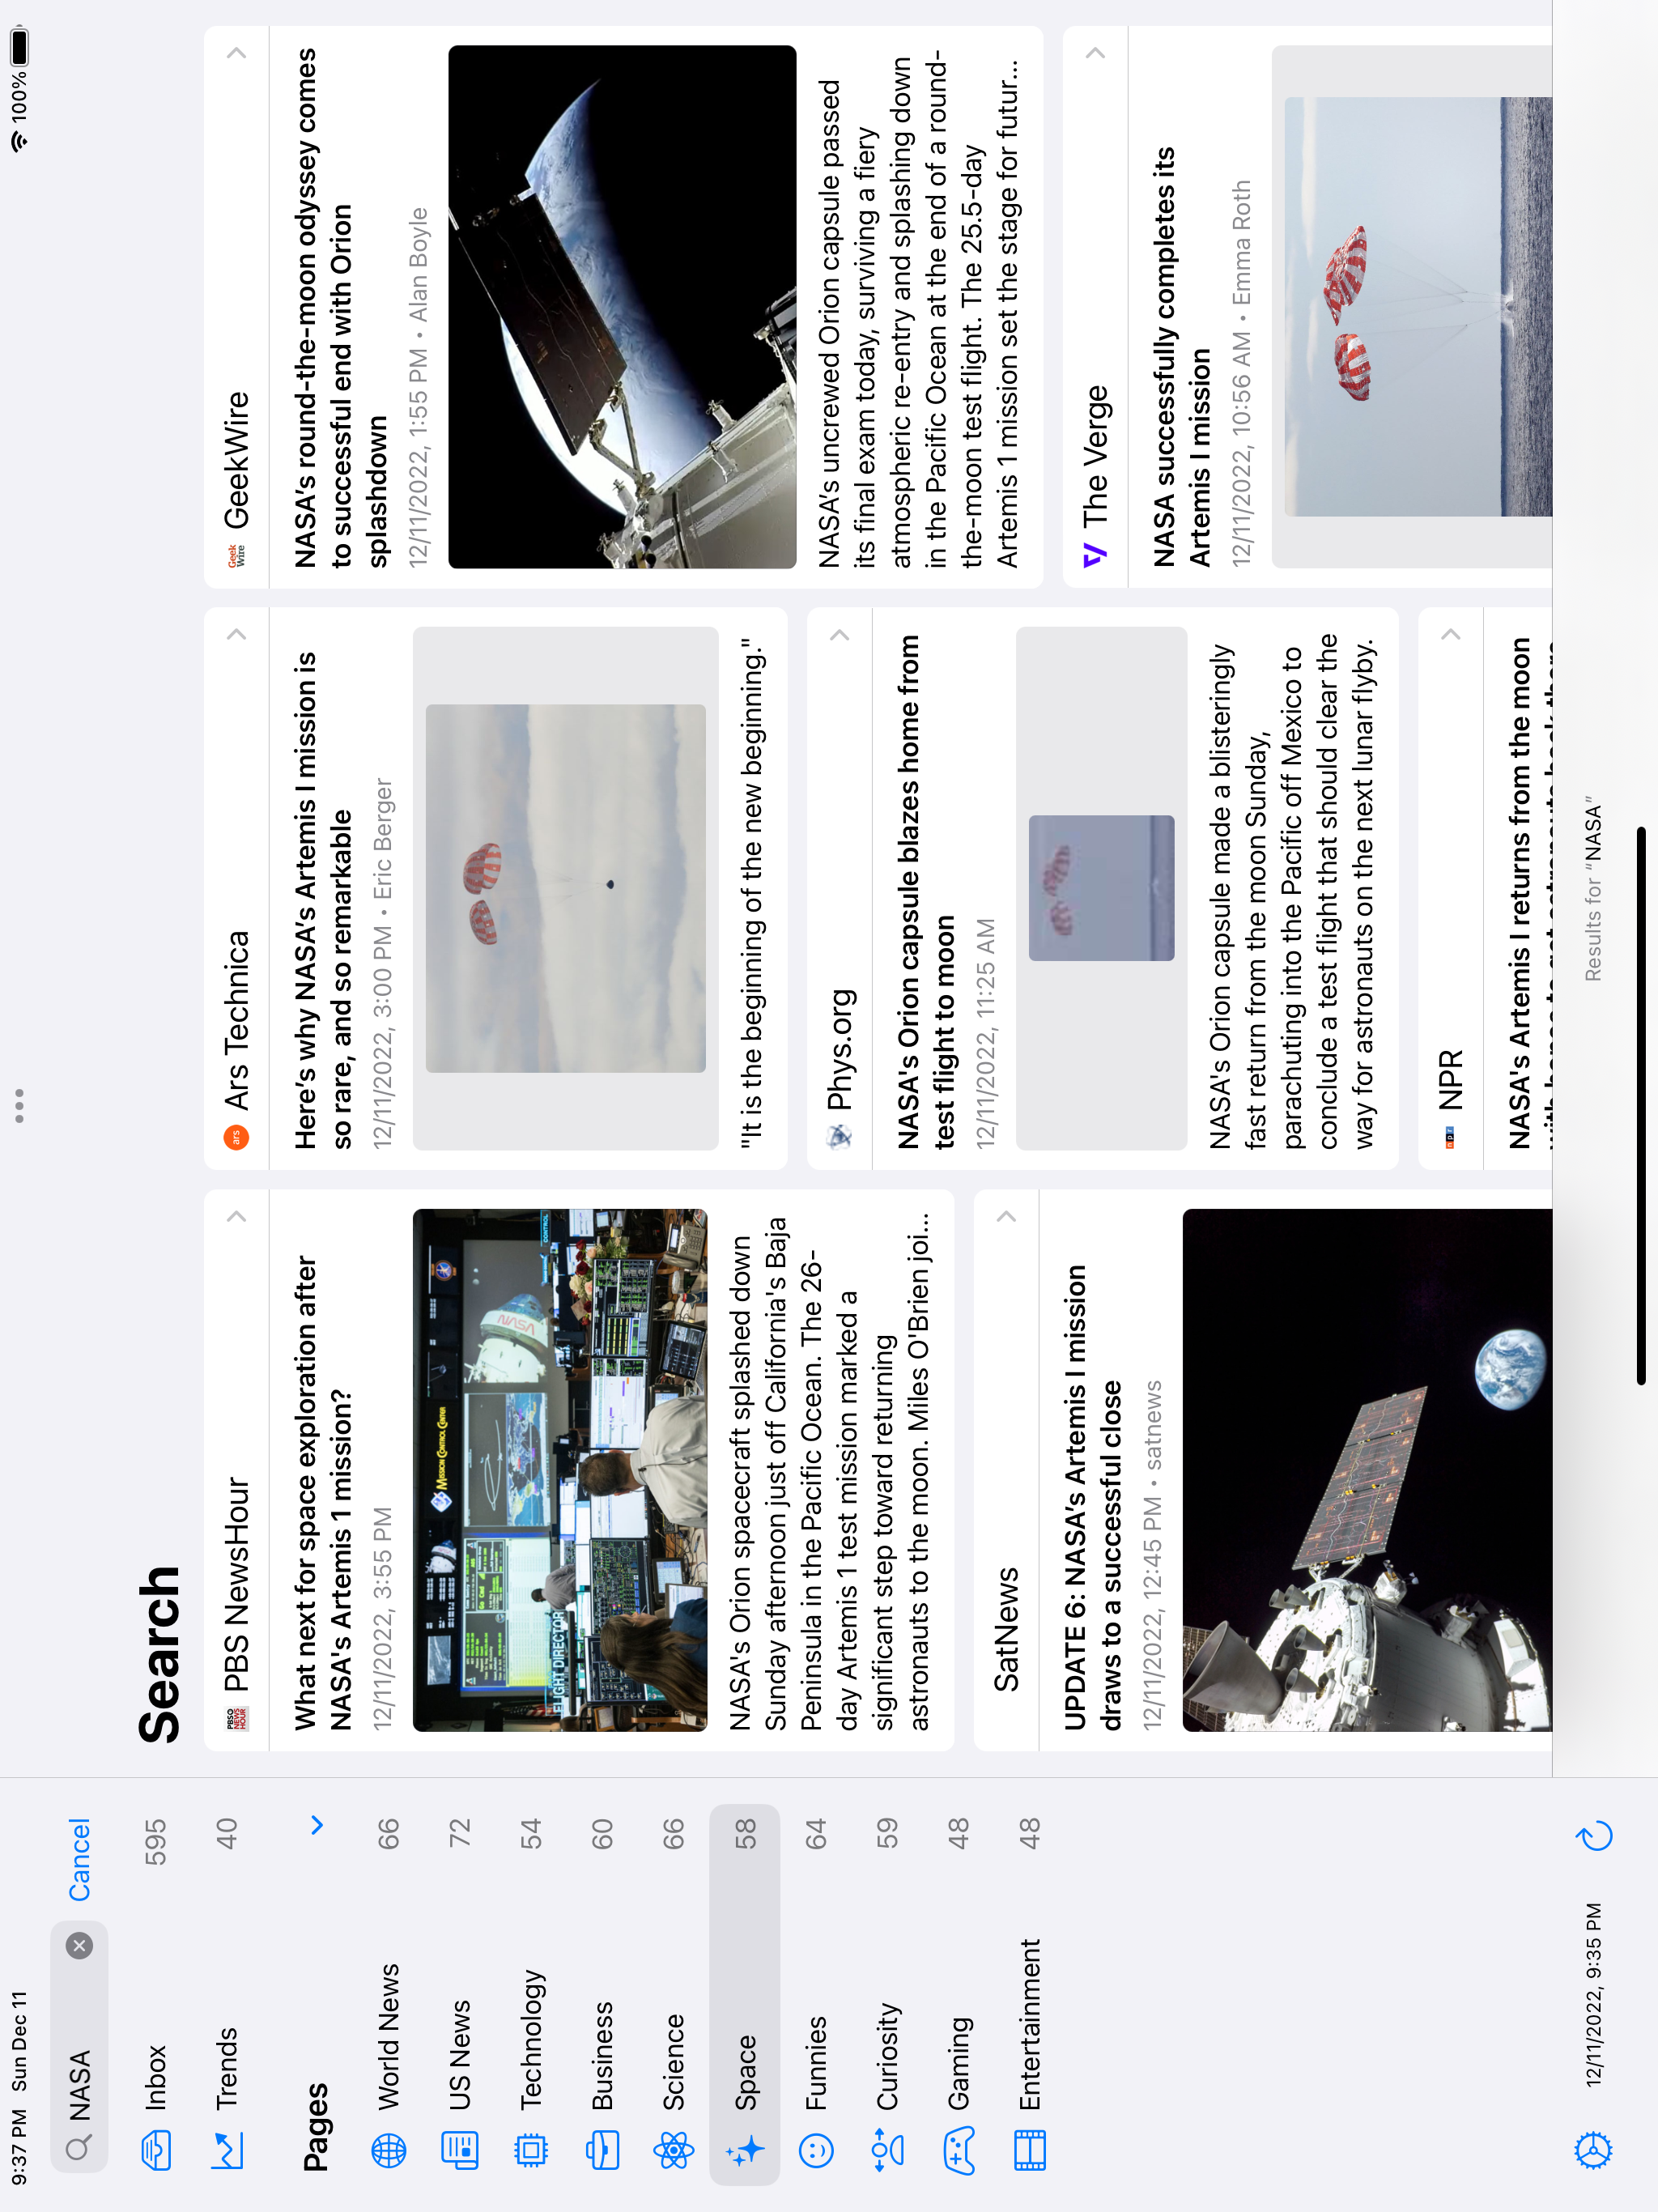 9:37 PM Sun Dec 11
100%
NASA
Cancel
Inbox 595
Trends 40
Pages
World News 66
US News 72
Technology 54
Business 60
Science 66
Space 58
Funnies 64
Curiosity 59
Gaming 48
Entertainment 48
12/11/2022, 9:35 PM
Search
PBS NewsHour
What next for space exploration after
NASA's Artemis 1 mission?
12/11/2022, 3:55 PM
MISSION CONTROL CENTER
NASA
FLIGHT DIRECTOR
CONTROL
NASA's Orion spacecraft splashed down
Sunday afternoon just off California's Baja
Peninsula in the Pacific Ocean. The 26-
day Artemis 1 test mission marked a
significant step toward returning
astronauts to the moon. Miles O'Brien joi...
SatNews
UPDATE 6: NASA's Artemis I mission
draws to a successful close
12/11/2022, 12:45 PM • satnews
ars
Ars Technica
Here's why NASA's Artemis I mission is
so rare, and so remarkable
12/11/2022, 3:00 PM • Eric Berger
"It is the beginning of the new beginning."
Phys.org
NASA's Orion capsule blazes home from
test flight to moon
12/11/2022, 11:25 AM
NASA's Orion capsule made a blisteringly
fast return from the moon Sunday,
parachuting into the Pacific off Mexico to
conclude a test flight that should clear the
way for astronauts on the next lunar flyby.
npr
NPR
NASA's Artemis I returns from the moon
Geek
Wire
GeekWire
NASA's round-the-moon odyssey comes
to successful end with Orion
splashdown
12/11/2022, 1:55 PM • Alan Boyle
NASA's uncrewed Orion capsule passed
its final exam today, surviving a fiery
atmospheric re-entry and splashing down
in the Pacific Ocean at the end of a round-
the-moon test flight. The 25.5-day
Artemis 1 mission set the stage for futur...
The Verge
NASA successfully completes its
Artemis I mission
12/11/2022, 10:56 AM • Emma Roth
Results for "NASA"